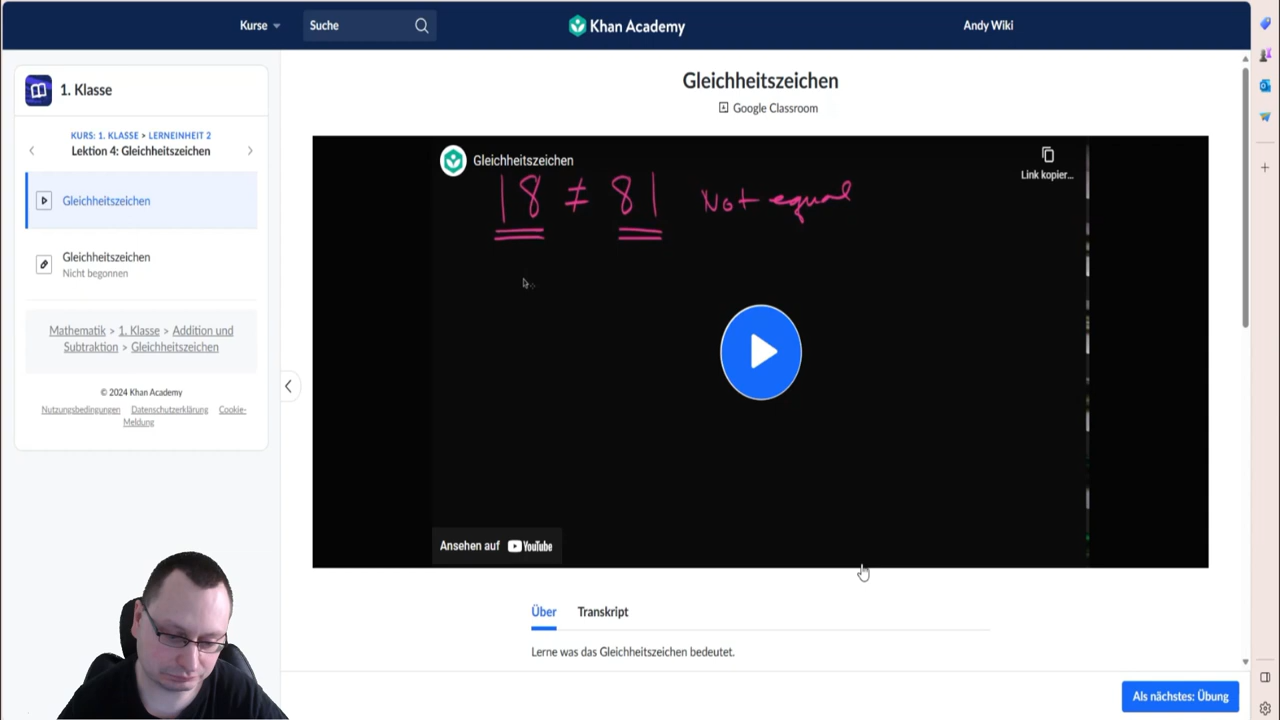 Kurse
Suche
Khan Academy
Andy Wiki
1. Klasse
KURS: 1. KLASSE > LERNEINHEIT 2
Lektion 4: Gleichheitszeichen
Gleichheitszeichen
Gleichheitszeichen
Nicht begonnen
Mathematik > 1. Klasse > Addition und
Subtraktion > Gleichheitszeichen
© 2024 Khan Academy
Nutzungsbedingungen Datenschutzerklärung Cookie-
Meldung
Gleichheitszeichen
Google Classroom
Gleichheitszeichen
Link kopier...
18 ≠ 81 Not equal
Ansehen auf YouTube
Über Transkript
Lerne was das Gleichheitszeichen bedeutet.
Als nächstes: Übung